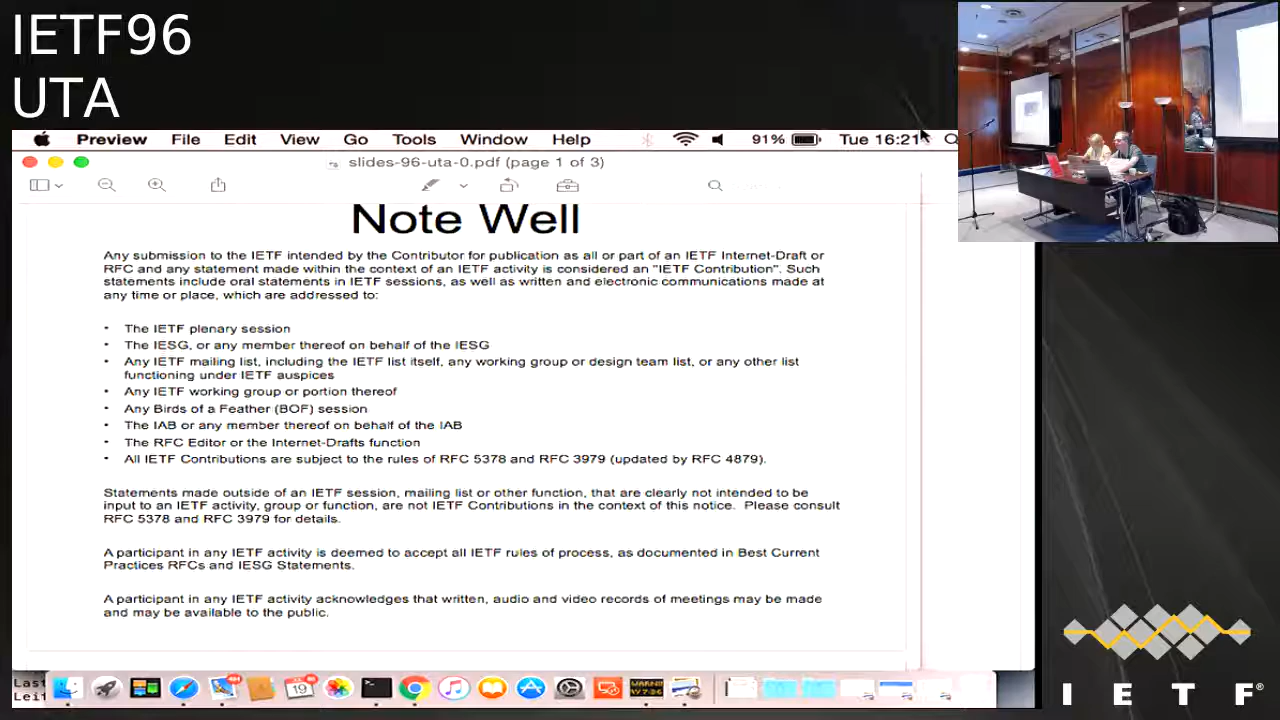 IETF96
UTA
Preview File Edit View Go Tools Window Help 91% Tue 16:21
slides-96-uta-0.pdf (page 1 of 3)
Note Well
Any submission to the IETF intended by the Contributor for publication as all or part of an IETF Internet-Draft or
RFC and any statement made within the context of an IETF activity is considered an "IETF Contribution". Such
statements include oral statements in IETF sessions, as well as written and electronic communications made at
any time or place, which are addressed to:
• The IETF plenary session
• The IESG, or any member thereof on behalf of the IESG
• Any IETF mailing list, including the IETF list itself, any working group or design team list, or any other list
functioning under IETF auspices
• Any IETF working group or portion thereof
• Any Birds of a Feather (BOF) session
• The IAB or any member thereof on behalf of the IAB
• The RFC Editor or the Internet-Drafts function
• All IETF Contributions are subject to the rules of RFC 5378 and RFC 3979 (updated by RFC 4879).
Statements made outside of an IETF session, mailing list or other function, that are clearly not intended to be
input to an IETF activity, group or function, are not IETF Contributions in the context of this notice. Please consult
RFC 5378 and RFC 3979 for details.
A participant in any IETF activity is deemed to accept all IETF rules of process, as documented in Best Current
Practices RFCs and IESG Statements.
A participant in any IETF activity acknowledges that written, audio and video records of meetings may be made
and may be available to the public.
Las
Lei
19
I E T F®